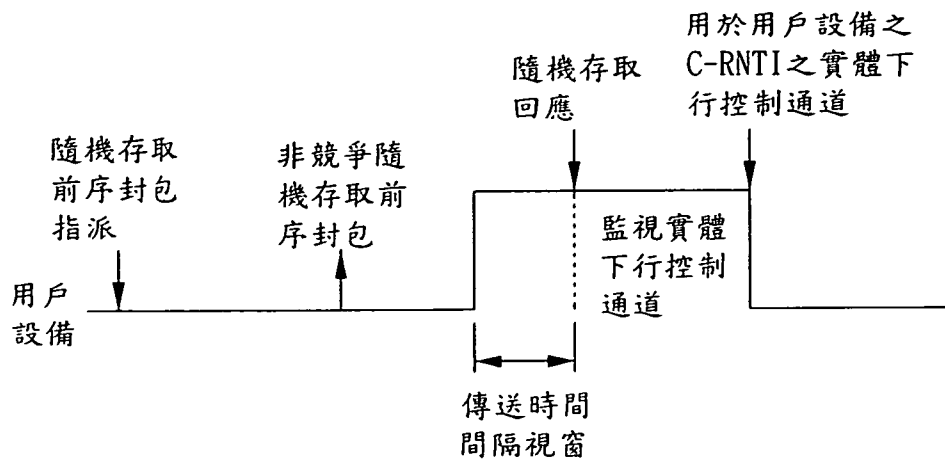 用於用戶設備之
C-RNTI之實體下
行控制通道
隨機存取
回應
隨機存取
前序封包
指派
非競爭隨
機存取前
序封包
監視實體
下行控制
通道
用戶
設備
傳送時間
間隔視窗